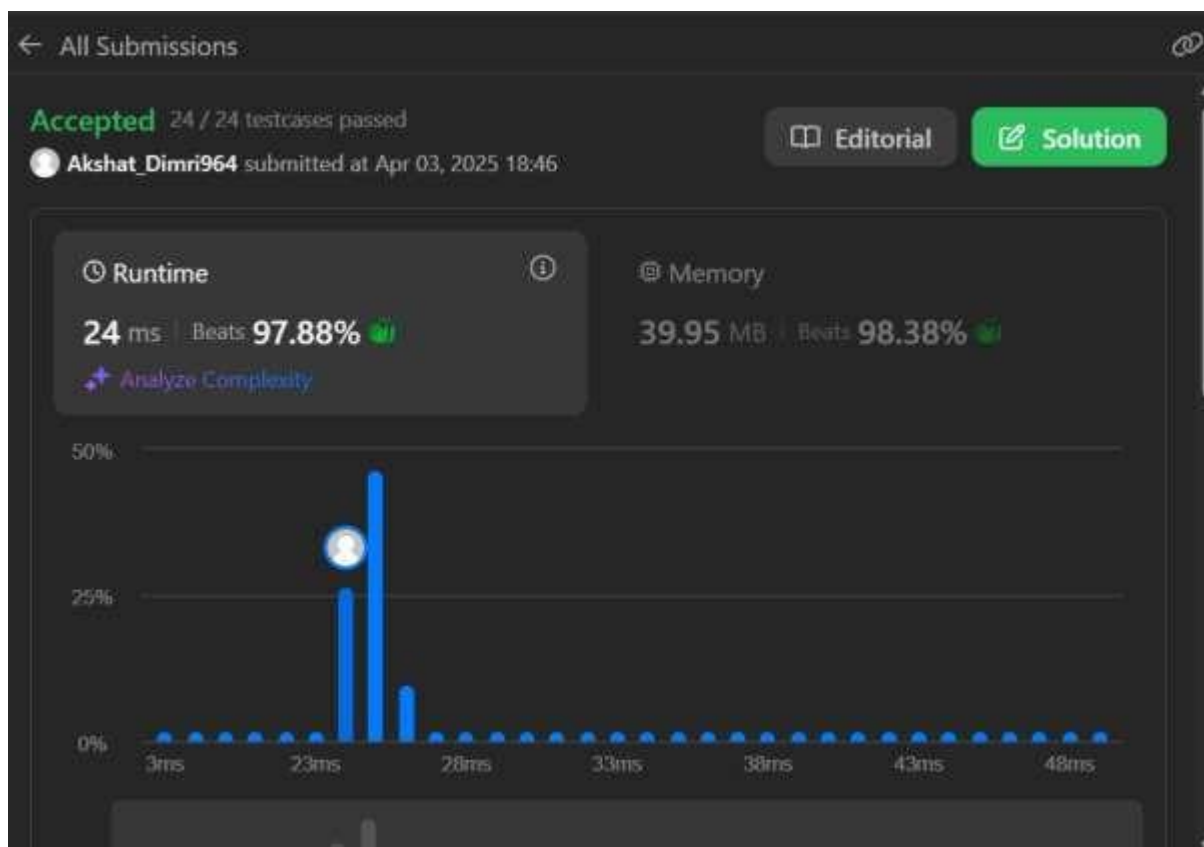 All Submissions
Accepted 24 / 24 testcases passed
Akshat_Dimri964 submitted at Apr 03, 2025 18:46
Editorial
Solution
Runtime
24 ms Beats 97.88%
Analyze Complexity
Memory
39.95 MB Beats 98.38%
50%
25%
0%
3ms 23ms 28ms 33ms 38ms 43ms 48ms